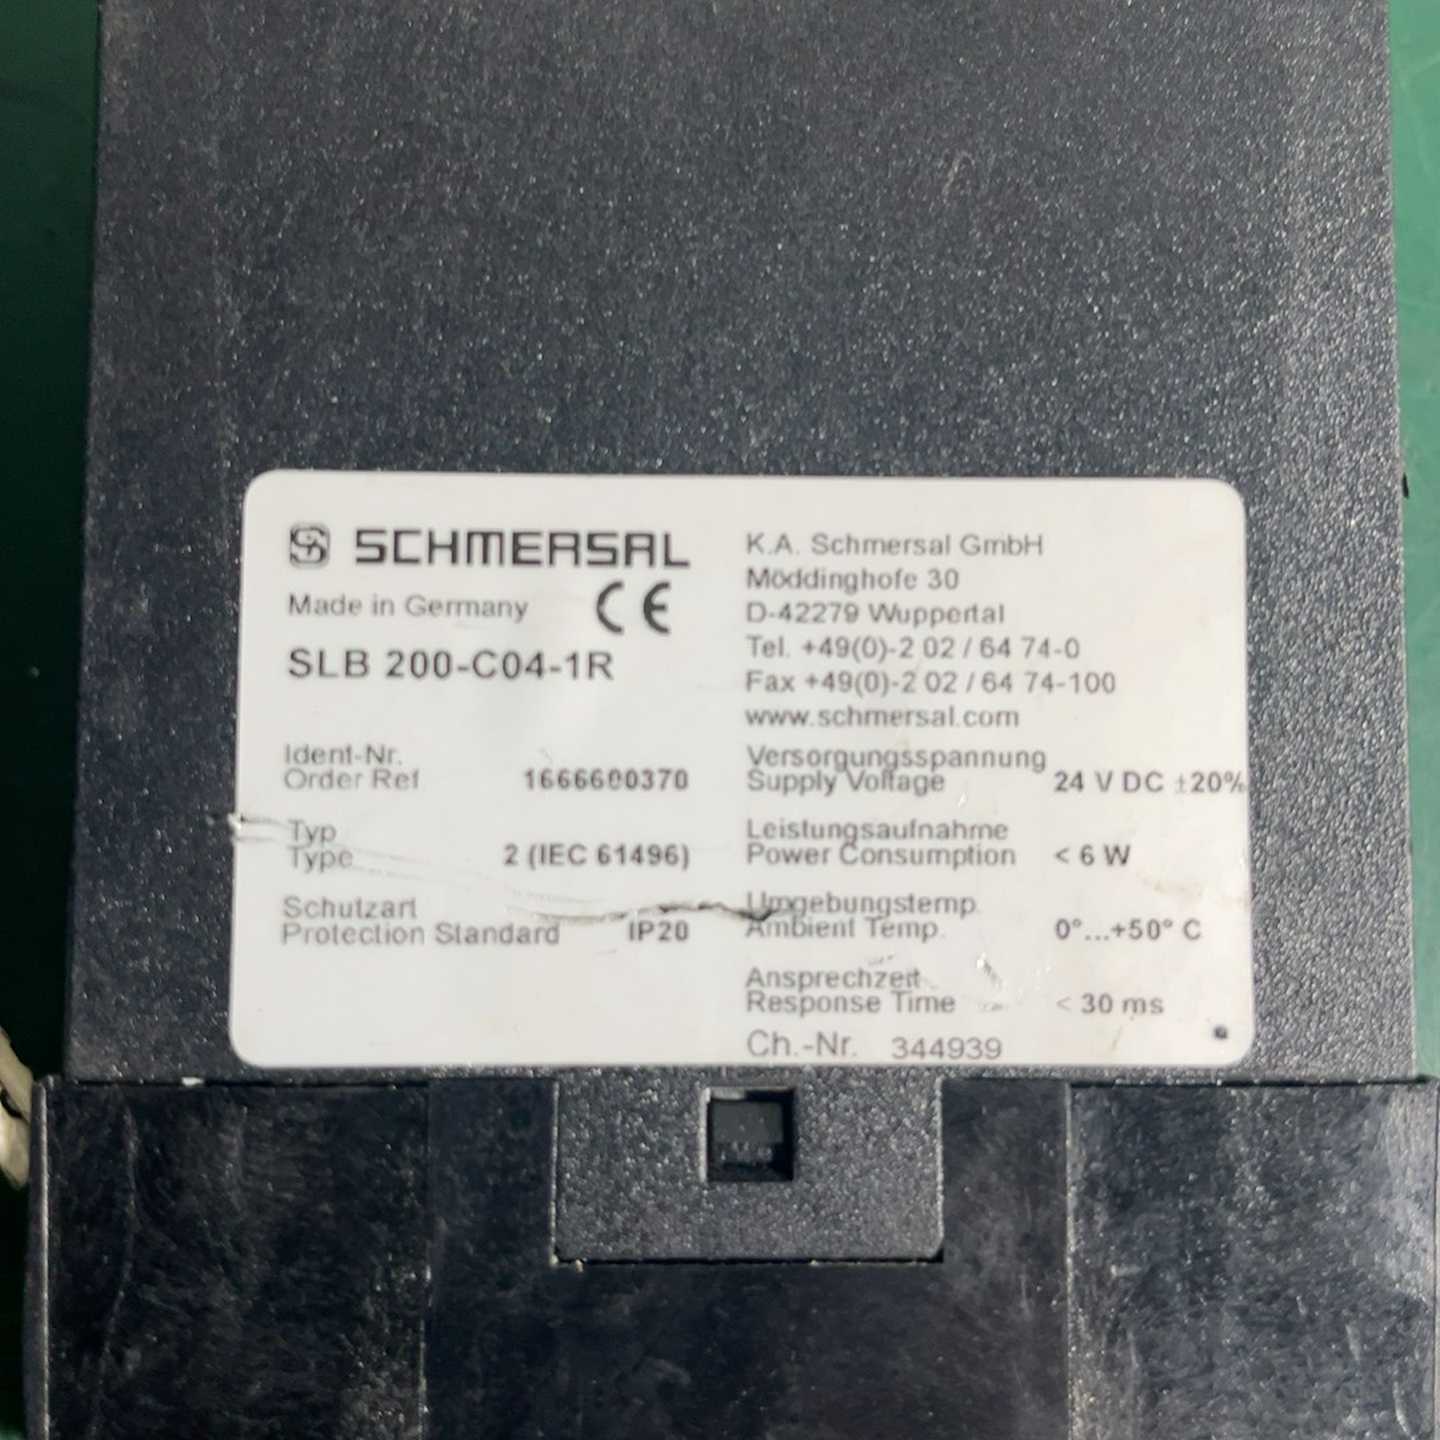 SCHMERSAL
Made in Germany CE
SLB 200-C04-1R
K.A. Schmersal GmbH
Möddinghofe 30
D-42279 Wuppertal
Tel. +49(0)-2 02 / 64 74-0
Fax +49(0)-2 02 / 64 74-100
www.schmersal.com
Ident-Nr.
Order Ref 1666600370
Typ
Type 2 (IEC 61496)
Schutzart
Protection Standard IP20
Versorgungsspannung
Supply Voltage 24 V DC ±20%
Leistungsaufnahme
Power Consumption < 6 W
Umgebungstemp.
Ambient Temp. 0°...+50° C
Ansprechzeit
Response Time < 30 ms
Ch.-Nr. 344939